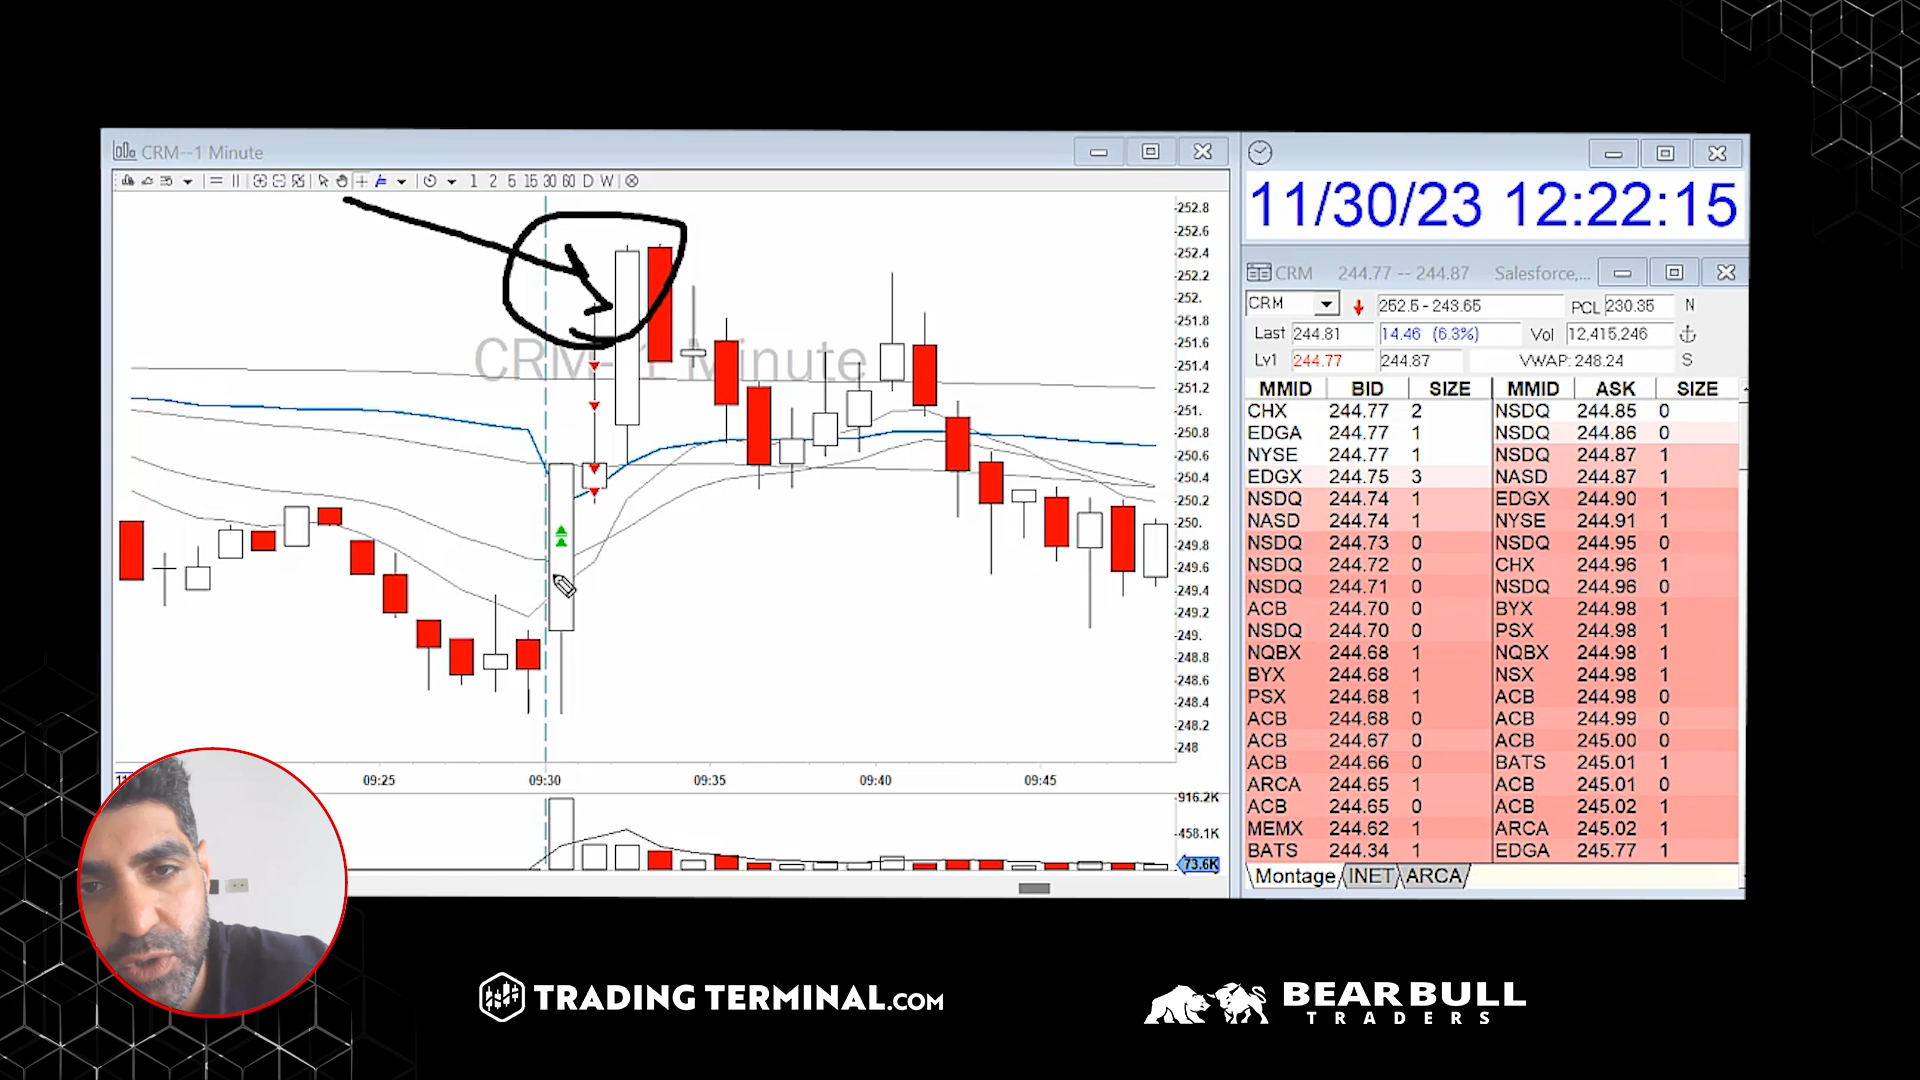 CRM--1 Minute
1 2 5 15 30 60 D W
CRM--1 Minute
252.8
252.6
252.4
252.2
252.
251.8
251.6
251.4
251.2
251.
250.8
250.6
250.4
250.2
250.
249.8
249.6
249.4
249.2
249.
248.8
248.6
248.4
248.2
248
09:25 09:30 09:35 09:40 09:45
916.2K
458.1K
73.6K
11/30/23 12:22:15
CRM 244.77 -- 244.87 Salesforce,...
CRM 252.5 - 243.65 PCL 230.35 N
Last 244.81 14.46 (6.3%) Vol 12,415,246
Lv1 244.77 244.87 VWAP: 248.24 S
MMID BID SIZE MMID ASK SIZE
CHX 244.77 2 NSDQ 244.85 0
EDGA 244.77 1 NSDQ 244.86 0
NYSE 244.77 1 NSDQ 244.87 1
EDGX 244.75 3 NASD 244.87 1
NSDQ 244.74 1 EDGX 244.90 1
NASD 244.74 1 NYSE 244.91 1
NSDQ 244.73 0 NSDQ 244.95 0
NSDQ 244.72 0 CHX 244.96 1
NSDQ 244.71 0 NSDQ 244.96 0
ACB 244.70 0 BYX 244.98 1
NSDQ 244.70 0 PSX 244.98 1
NQBX 244.68 1 NQBX 244.98 1
BYX 244.68 1 NSX 244.98 1
PSX 244.68 1 ACB 244.98 0
ACB 244.68 0 ACB 244.99 0
ACB 244.67 0 ACB 245.00 0
ACB 244.66 0 BATS 245.01 1
ARCA 244.65 1 ACB 245.01 0
ACB 244.65 0 ACB 245.02 1
MEMX 244.62 1 ARCA 245.02 1
BATS 244.34 1 EDGA 245.77 1
Montage INET ARCA
TRADING TERMINAL.COM
BEAR BULL
TRADERS